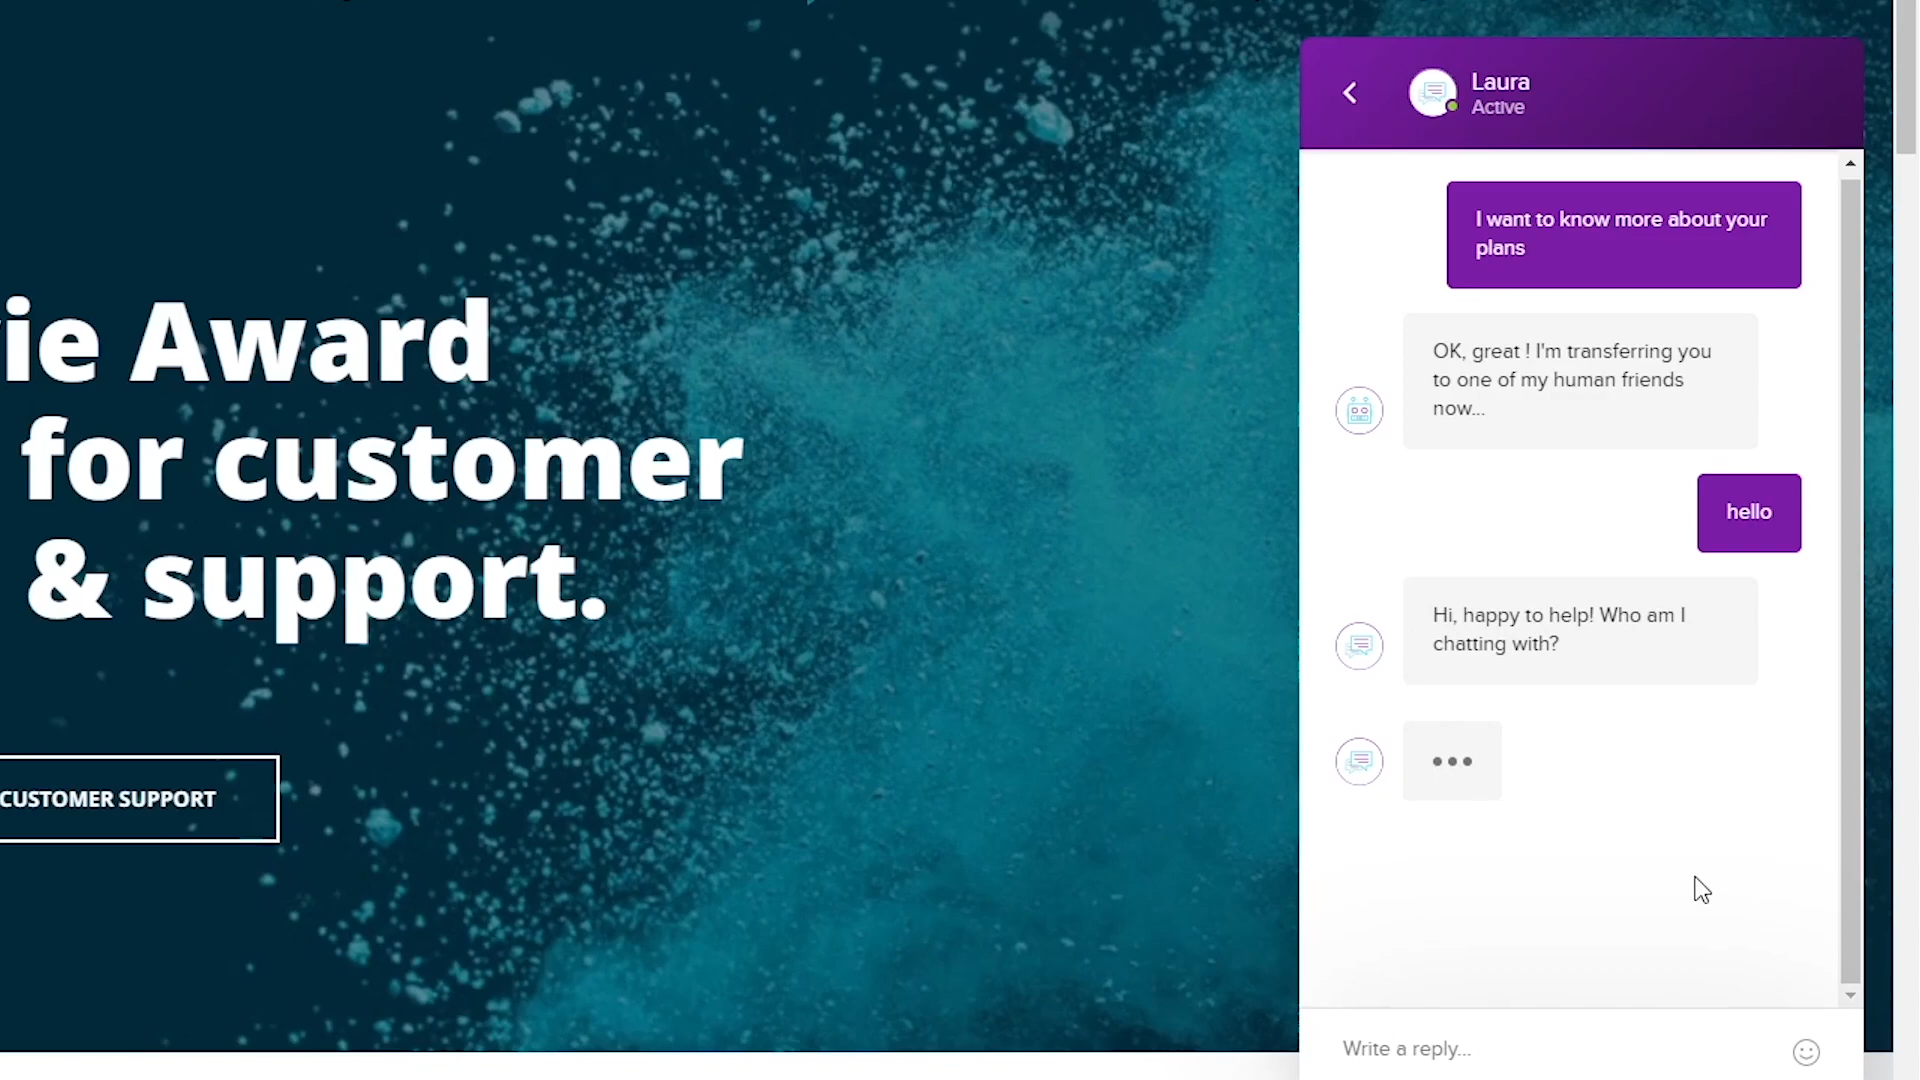 Award
for customer
& support.
CUSTOMER SUPPORT
Laura
Active
I want to know more about your
plans
OK, great ! I'm transferring you
to one of my human friends
now...
hello
Hi, happy to help! Who am I
chatting with?
Write a reply...